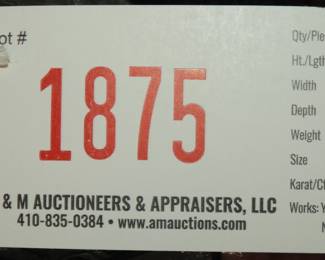 ot #
1875
& M AUCTIONEERS & APPRAISERS, LLC
410-835-0384 • www.amauctions.com
Qty/Pie
Ht./Lgth
Width
Depth
Weight
Size
Karat/Ct
Works: Y
N